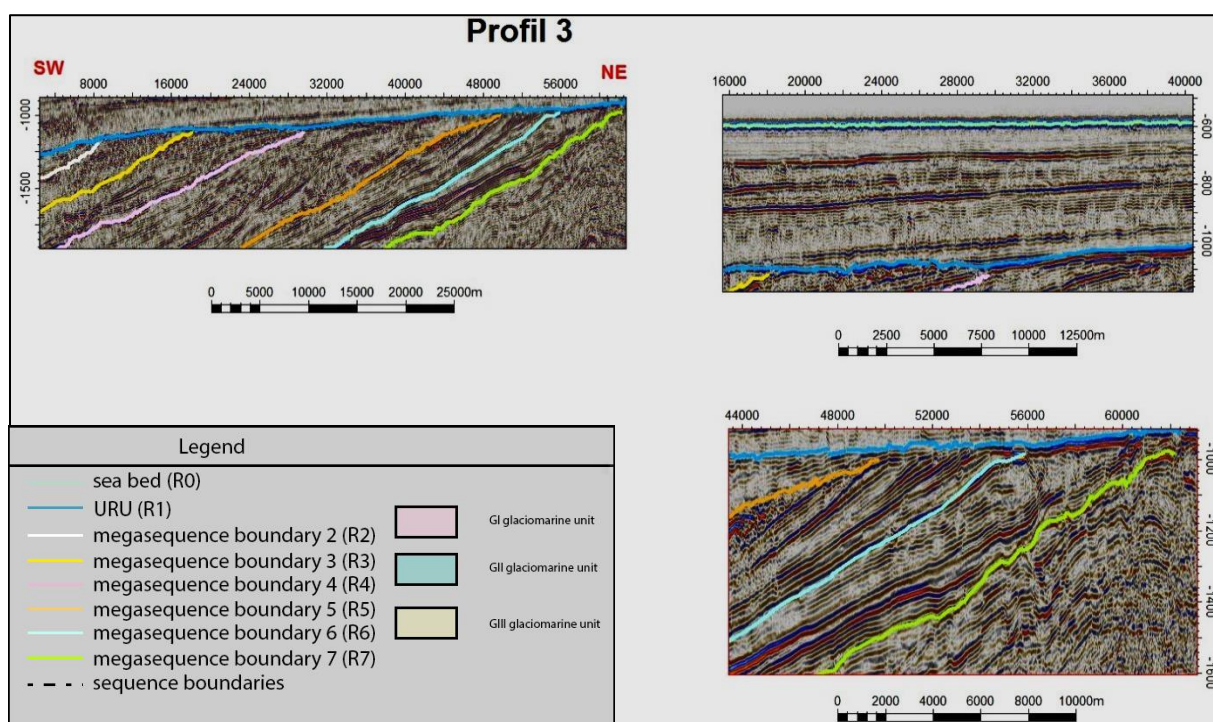 Profil 3
SW
NE
8000 16000 24000 32000 40000 48000 56000
-1000
-1500
0 5000 10000 15000 20000 25000m
16000 20000 24000 28000 32000 36000 40000
-600
-800
-1000
0 2500 5000 7500 10000 12500m
44000 48000 52000 56000 60000
-1000
-1200
-1400
-1600
0 2000 4000 6000 8000 10000m
Legend
sea bed (R0)
URU (R1)
megasequence boundary 2 (R2)
megasequence boundary 3 (R3)
megasequence boundary 4 (R4)
megasequence boundary 5 (R5)
megasequence boundary 6 (R6)
megasequence boundary 7 (R7)
sequence boundaries
GI glaciomarine unit
GII glaciomarine unit
GIII glaciomarine unit